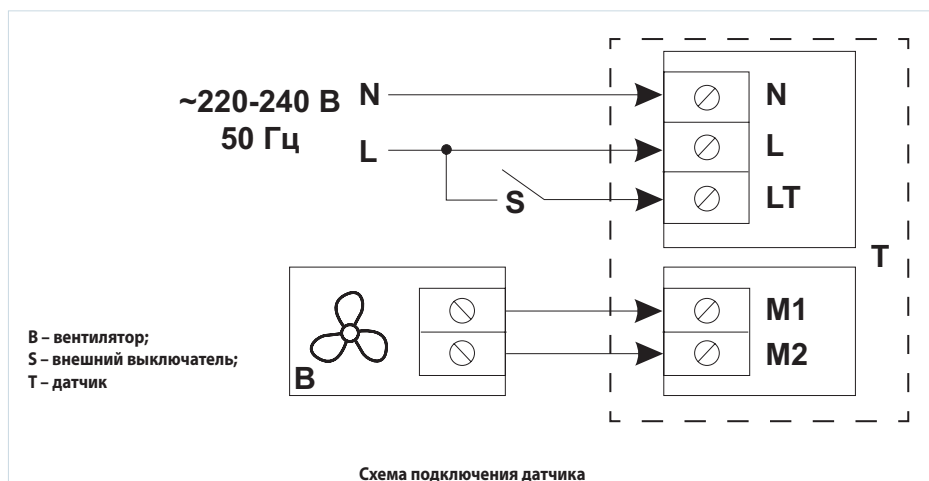 ~220-240 В
50 Гц
N
L
S
N
L
LT
T
M1
M2
B
В – вентилятор;
S – внешний выключатель;
Т – датчик
Схема подключения датчика